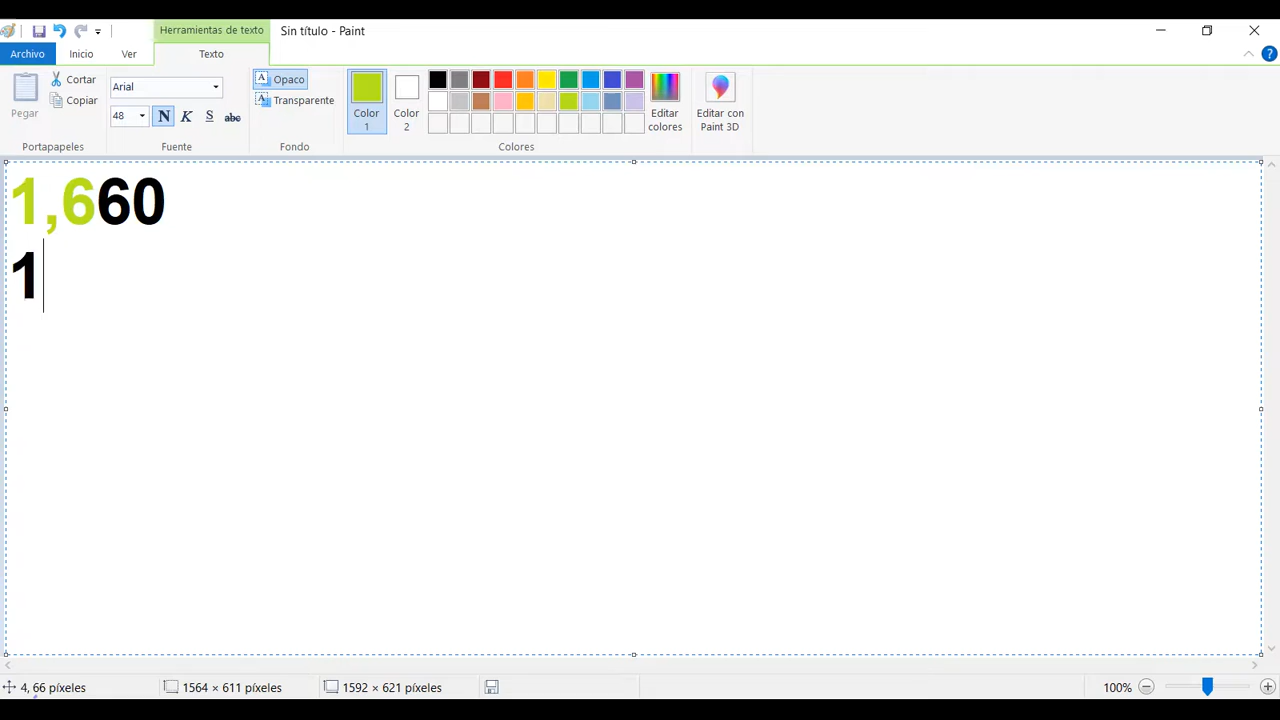 Herramientas de texto Sin título - Paint
Archivo Inicio Ver Texto
Pegar Cortar Copiar
Portapapeles
Arial
48 N K S abc
Fuente
Opaco
Transparente
Fondo
Color 1
Color 2
Editar colores
Colores
Editar con Paint 3D
1,660
1
4, 66 píxeles 1564 × 611 píxeles 1592 × 621 píxeles 100%